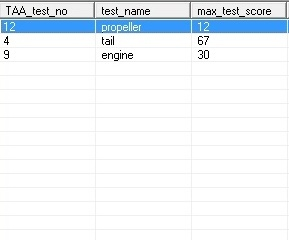 TAA_test_no test_name max_test_score
12 propeller 12
4 tail 67
9 engine 30